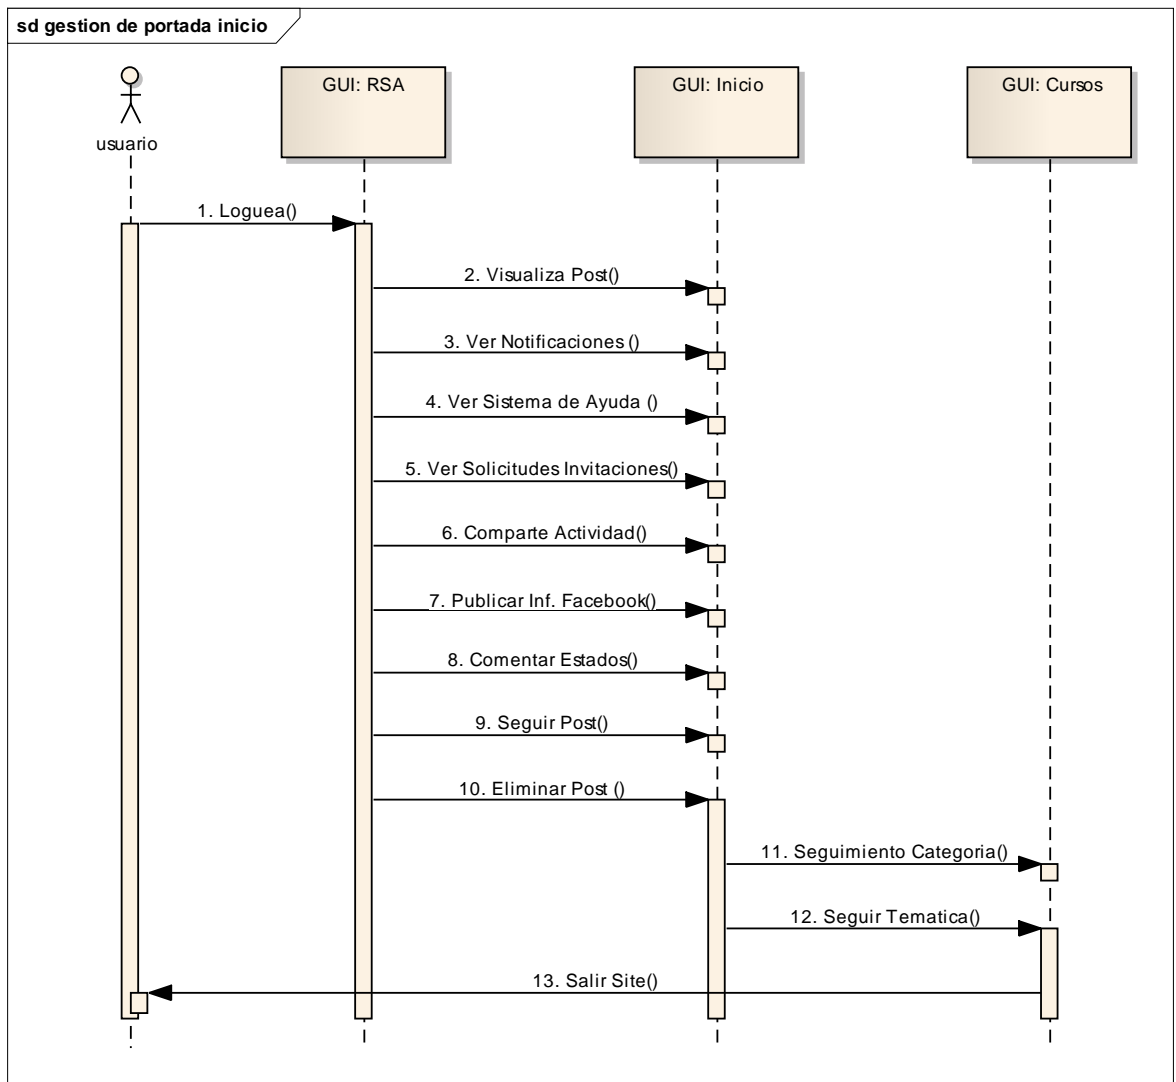 sd gestion de portada inicio
usuario
GUI: RSA
GUI: Inicio
GUI: Cursos
1. Loguea()
2. Visualiza Post()
3. Ver Notificaciones ()
4. Ver Sistema de Ayuda ()
5. Ver Solicitudes Invitaciones()
6. Comparte Actividad()
7. Publicar Inf. Facebook()
8. Comentar Estados()
9. Seguir Post()
10. Eliminar Post ()
11. Seguimiento Categoria()
12. Seguir Tematica()
13. Salir Site()